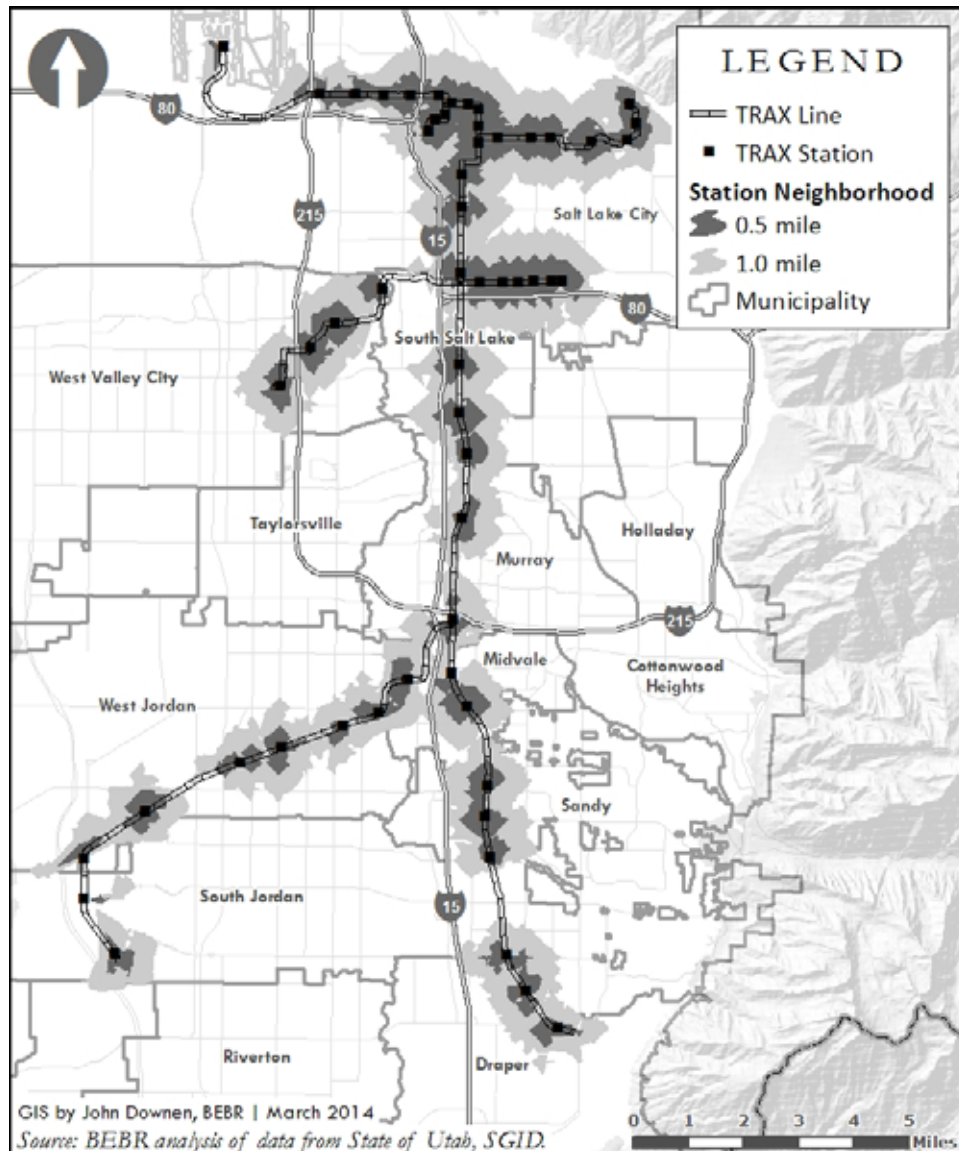 LEGEND
TRAX Line
TRAX Station
Station Neighborhood
0.5 mile
1.0 mile
Municipality
80
215
15
Salt Lake City
80
South Salt Lake
West Valley City
Taylorsville
Holladay
Murray
215
Midvale
Cottonwood
Heights
West Jordan
Sandy
South Jordan
15
Riverton
Draper
GIS by John Downen, BEBR | March 2014
Source: BEBR analysis of data from State of Utah, SGID.
0 1 2 3 4 5
Miles